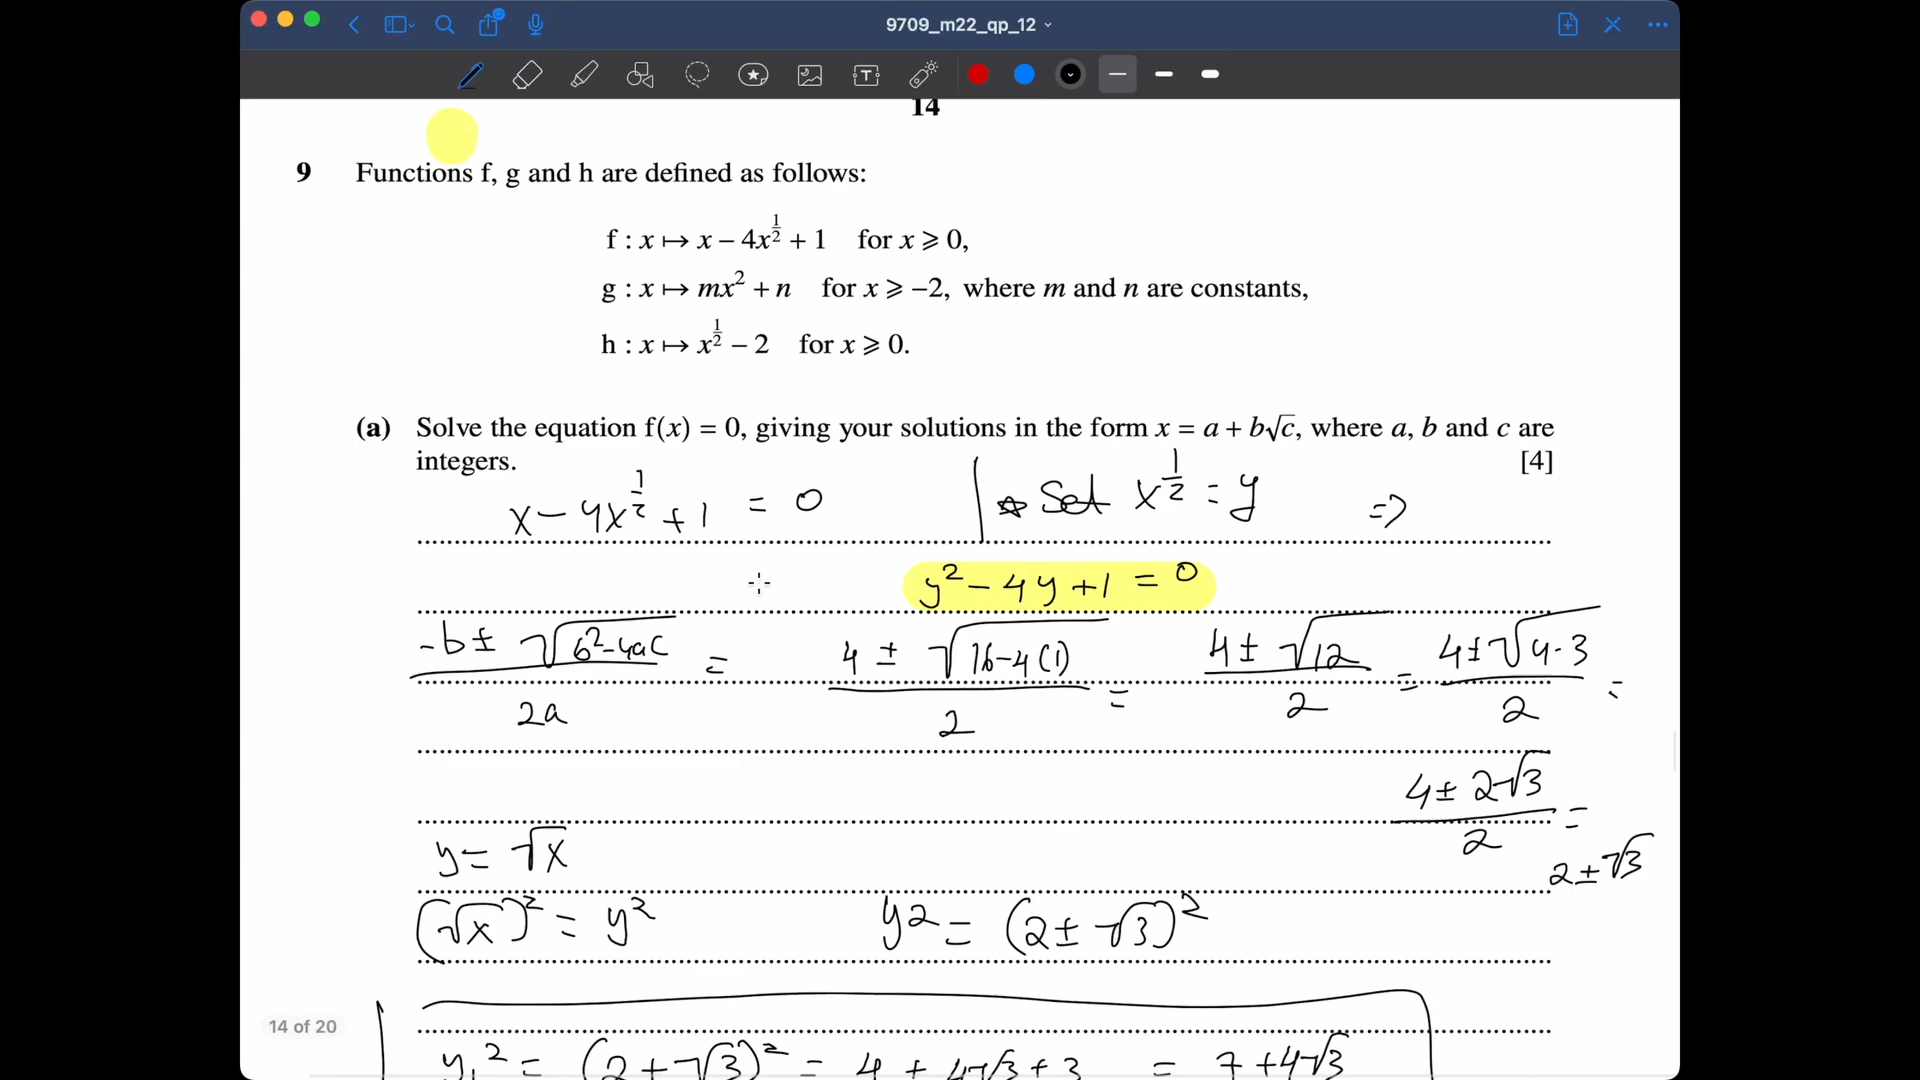 9709_m22_qp_12
14
9 Functions f, g and h are defined as follows:
f : x ↦ x − 4x^{1/2} + 1 for x ⩾ 0,
g : x ↦ mx² + n for x ⩾ −2, where m and n are constants,
h : x ↦ x^{1/2} − 2 for x ⩾ 0.
(a) Solve the equation f(x) = 0, giving your solutions in the form x = a + b√c, where a, b and c are
integers. [4]
x − 4x^{1/2} + 1 = 0 | ☆ Set x^{1/2} = y =>
y² − 4y + 1 = 0
(−b ± √(b²−4ac))/2a = (4 ± √(16−4(1)))/2 = (4 ± √12)/2 = (4 ± √(4·3))/2 =
(4 ± 2√3)/2 =
2 ± √3
y = √x
(√x)² = y² y2 = (2 ± √3)²
y₁² = (2 + √3)² = 4 + 4√3 + 3 = 7 + 4√3
14 of 20